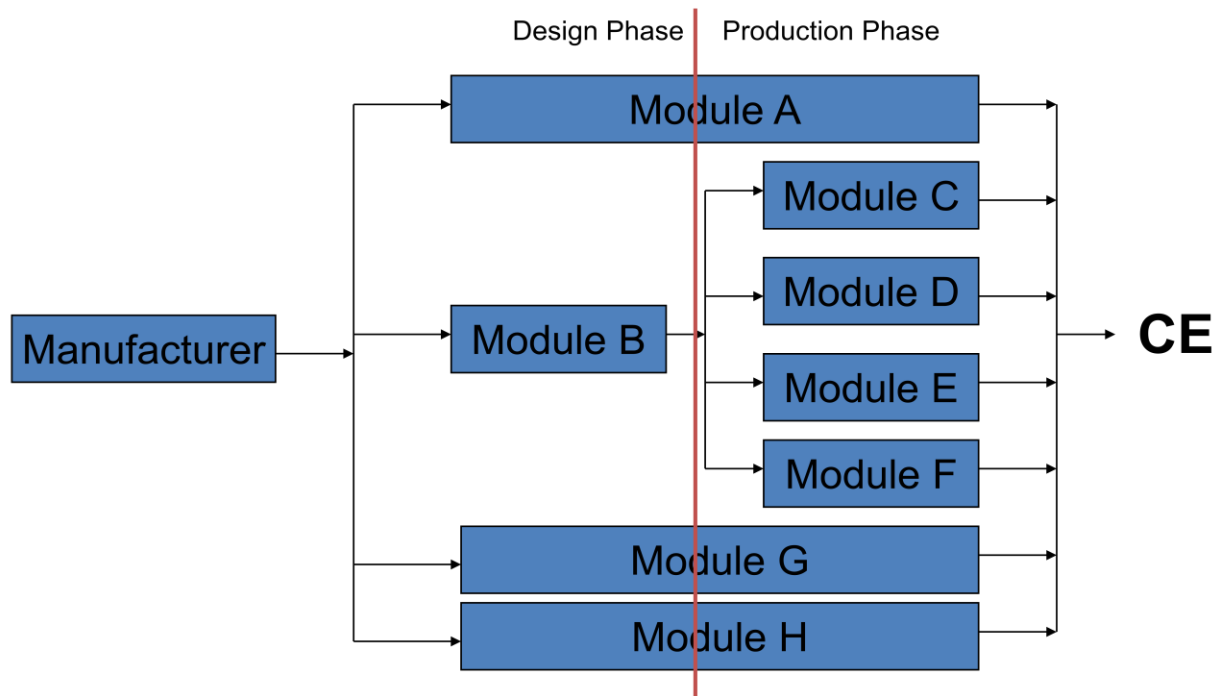 Design Phase
Production Phase
Module A
Module C
Module D
Manufacturer
Module B
CE
Module E
Module F
Module G
Module H